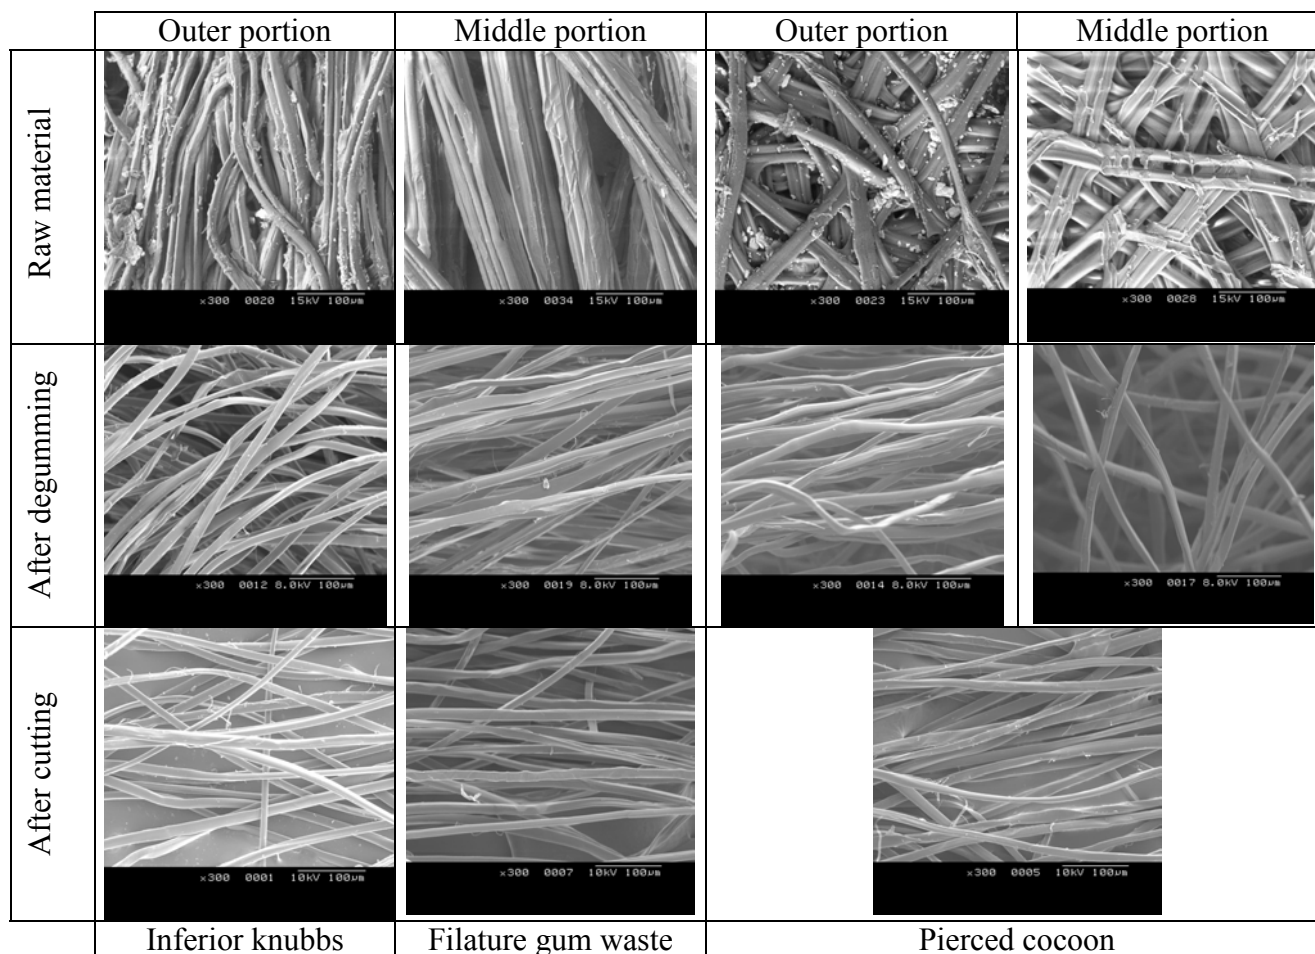 Outer portion
Middle portion
Outer portion
Middle portion
Raw material
×300 0020 15kV 100µm
×300 0034 15kV 100µm
×300 0023 15kV 100µm
×300 0028 15kV 100µm
After degumming
×300 0012 8.0kV 100µm
×300 0019 8.0kV 100µm
×300 0014 8.0kV 100µm
×300 0017 8.0kV 100µm
After cutting
×300 0001 10kV 100µm
×300 0007 10kV 100µm
×300 0005 10kV 100µm
Inferior knubbs
Filature gum waste
Pierced cocoon